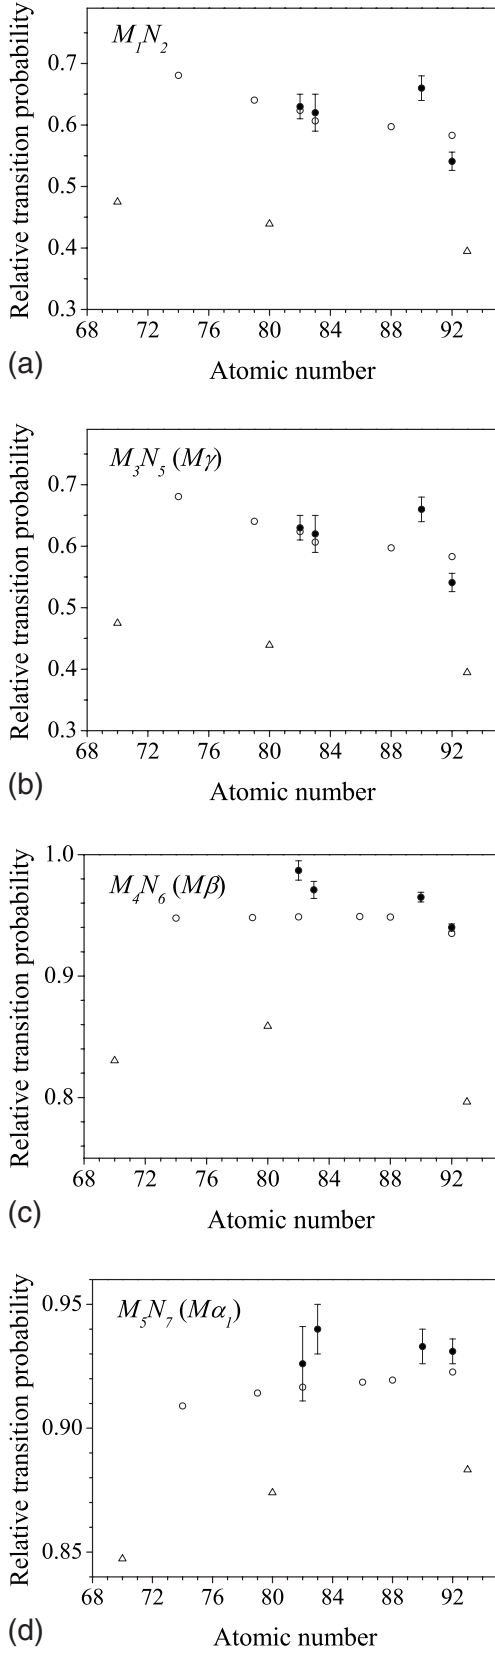 M1N2
Relative transition probability
0.7
0.6
0.5
0.4
0.3
68 72 76 80 84 88 92
(a)
Atomic number
M3N5 (Mγ)
Relative transition probability
0.7
0.6
0.5
0.4
0.3
68 72 76 80 84 88 92
(b)
Atomic number
M4N6 (Mβ)
Relative transition probability
1.0
0.9
0.8
68 72 76 80 84 88 92
(c)
Atomic number
M5N7 (Mα1)
Relative transition probability
0.95
0.90
0.85
68 72 76 80 84 88 92
(d)
Atomic number